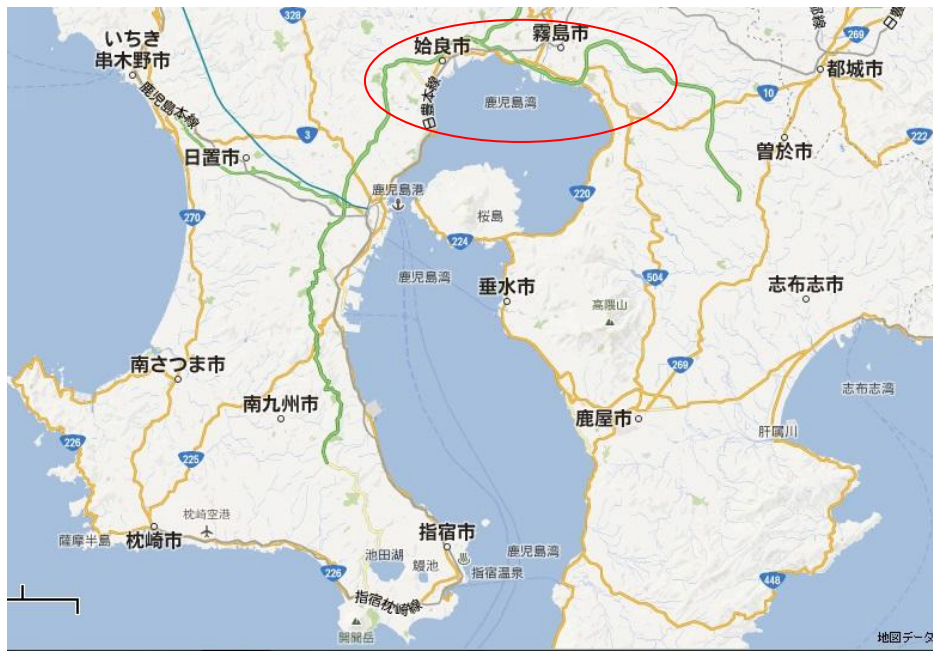 328
いちき
串木野市
姶良市
霧島市
269
日豊
都城市
鹿児島本線
日豊本線
鹿児島湾
10
3
222
日置市
曽於市
鹿児島港
220
270
桜島
224
鹿児島湾
垂水市
504
志布志市
高隈山
南さつま市
269
志布志湾
南九州市
鹿屋市
肝属川
226
225
枕崎空港
薩摩半島
枕崎市
指宿市
池田湖
鰻池
鹿児島湾
指宿温泉
226
448
指宿枕崎線
開聞岳
地図データ